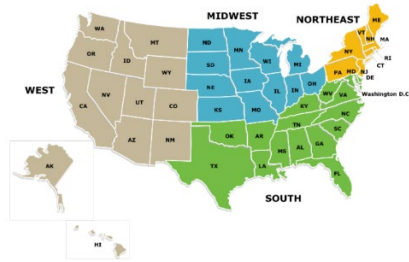 MIDWEST
NORTHEAST
WEST
SOUTH
WA
OR
CA
ID
NV
MT
WY
UT
CO
AZ
NM
AK
HI
ND
SD
NE
KS
MN
IA
MO
WI
IL
MI
IN
OH
OK
TX
AR
LA
KY
TN
MS
AL
GA
FL
SC
NC
VA
WV
ME
VT
NH
MA
RI
CT
NY
PA
MD
NJ
DE
Washington D.C